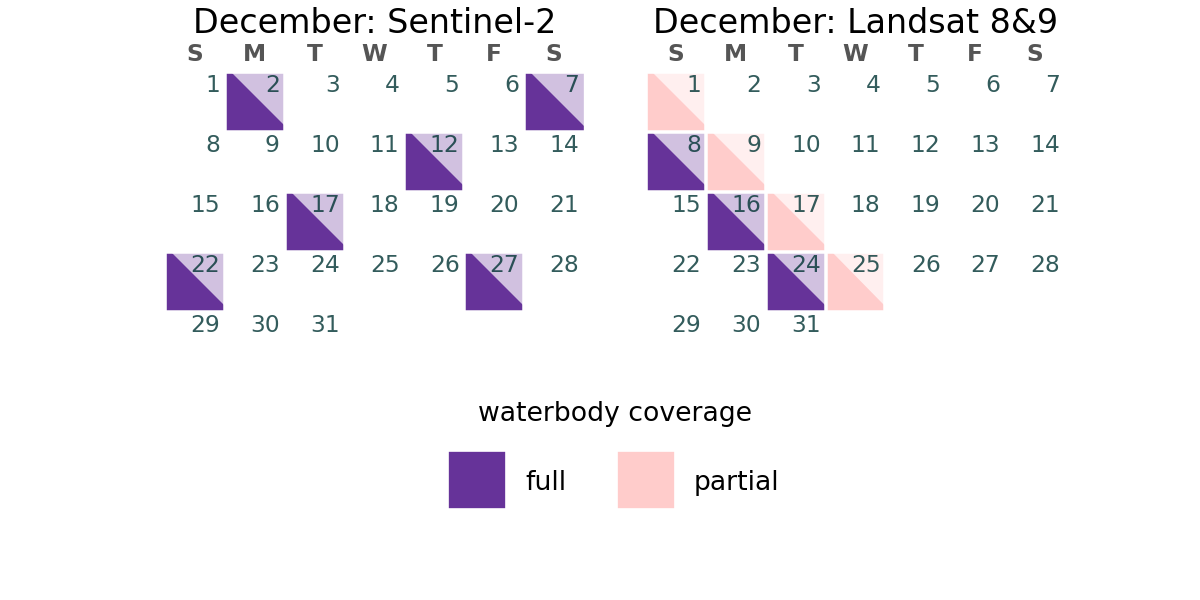 December: Sentinel-2
S M T W T F S
1 2 3 4 5 6 7
8 9 10 11 12 13 14
15 16 17 18 19 20 21
22 23 24 25 26 27 28
29 30 31
December: Landsat 8&9
S M T W T F S
1 2 3 4 5 6 7
8 9 10 11 12 13 14
15 16 17 18 19 20 21
22 23 24 25 26 27 28
29 30 31
waterbody coverage
full
partial